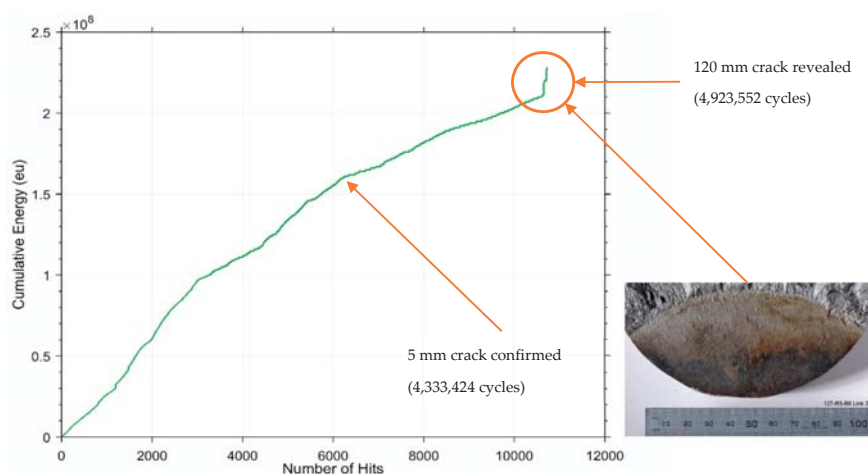 ×10⁸
2.5
2
1.5
1
0.5
0
Cumulative Energy (eu)
0 2000 4000 6000 8000 10000 12000
Number of Hits
120 mm crack revealed
(4,923,552 cycles)
5 mm crack confirmed
(4,333,424 cycles)
10 20 30 40 50 60 70 80 90 100